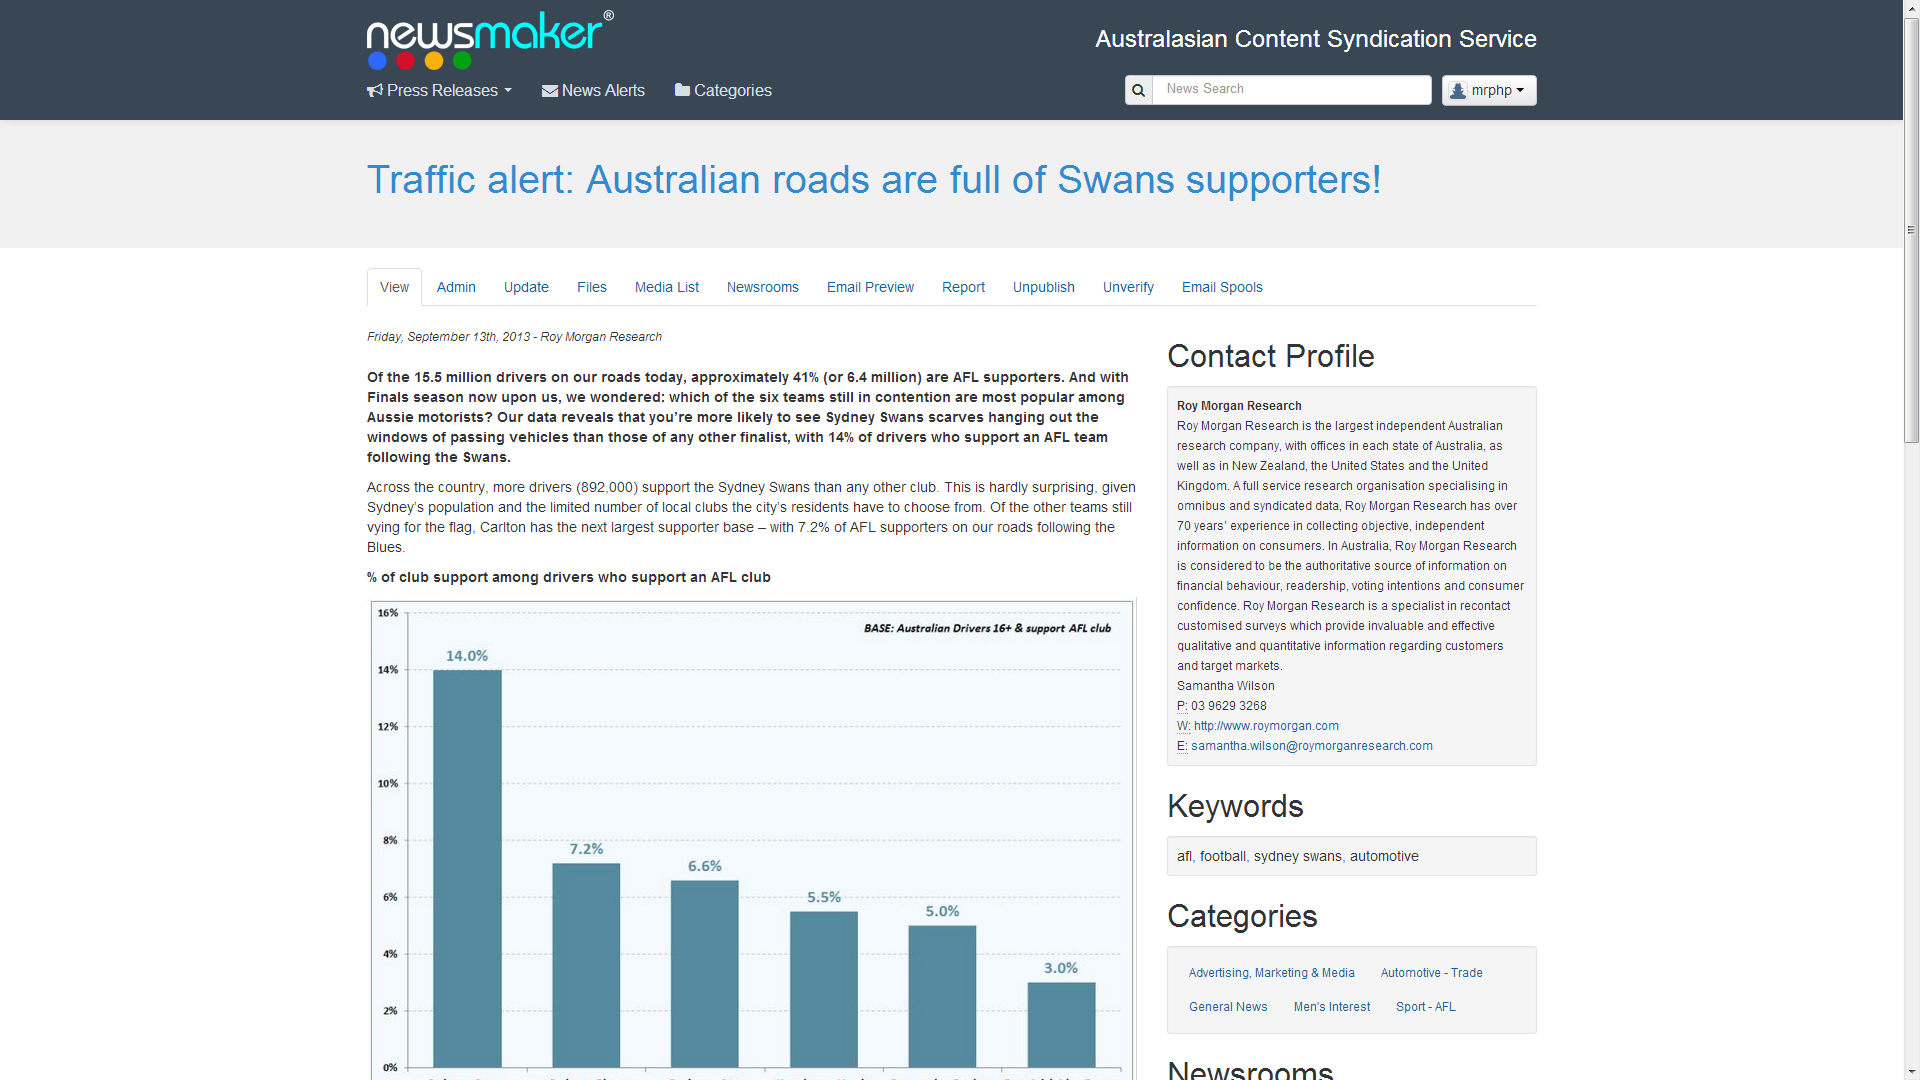 newsmaker®
Australasian Content Syndication Service
Press Releases
News Alerts
Categories
News Search
mrphp
Traffic alert: Australian roads are full of Swans supporters!
View
Admin
Update
Files
Media List
Newsrooms
Email Preview
Report
Unpublish
Unverify
Email Spools
Friday, September 13th, 2013 - Roy Morgan Research
Of the 15.5 million drivers on our roads today, approximately 41% (or 6.4 million) are AFL supporters. And with
Finals season now upon us, we wondered: which of the six teams still in contention are most popular among
Aussie motorists? Our data reveals that you’re more likely to see Sydney Swans scarves hanging out the
windows of passing vehicles than those of any other finalist, with 14% of drivers who support an AFL team
following the Swans.
Across the country, more drivers (892,000) support the Sydney Swans than any other club. This is hardly surprising, given
Sydney’s population and the limited number of local clubs the city’s residents have to choose from. Of the other teams still
vying for the flag, Carlton has the next largest supporter base – with 7.2% of AFL supporters on our roads following the
Blues.
% of club support among drivers who support an AFL club
BASE: Australian Drivers 16+ & support AFL club
16%
14%
12%
10%
8%
6%
4%
2%
0%
14.0%
7.2%
6.6%
5.5%
5.0%
3.0%
Contact Profile
Roy Morgan Research
Roy Morgan Research is the largest independent Australian
research company, with offices in each state of Australia, as
well as in New Zealand, the United States and the United
Kingdom. A full service research organisation specialising in
omnibus and syndicated data, Roy Morgan Research has over
70 years’ experience in collecting objective, independent
information on consumers. In Australia, Roy Morgan Research
is considered to be the authoritative source of information on
financial behaviour, readership, voting intentions and consumer
confidence. Roy Morgan Research is a specialist in recontact
customised surveys which provide invaluable and effective
qualitative and quantitative information regarding customers
and target markets.
Samantha Wilson
P: 03 9629 3268
W: http://www.roymorgan.com
E: samantha.wilson@roymorganresearch.com
Keywords
afl, football, sydney swans, automotive
Categories
Advertising, Marketing & Media
Automotive - Trade
General News
Men's Interest
Sport - AFL
Newsrooms